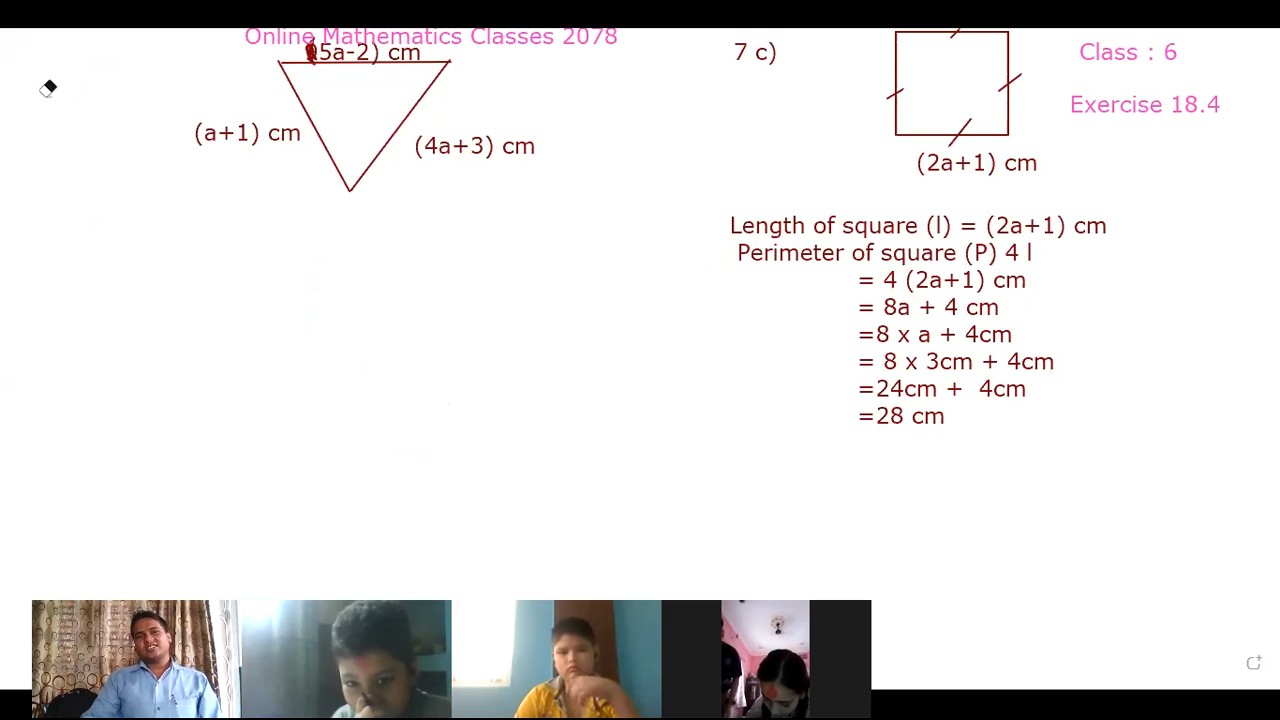 Online Mathematics Classes 2078
(5a-2) cm
(a+1) cm
(4a+3) cm
7 c)
Class : 6
Exercise 18.4
(2a+1) cm
Length of square (l) = (2a+1) cm
Perimeter of square (P) 4 l
= 4 (2a+1) cm
= 8a + 4 cm
=8 x a + 4cm
= 8 x 3cm + 4cm
=24cm +  4cm
=28 cm